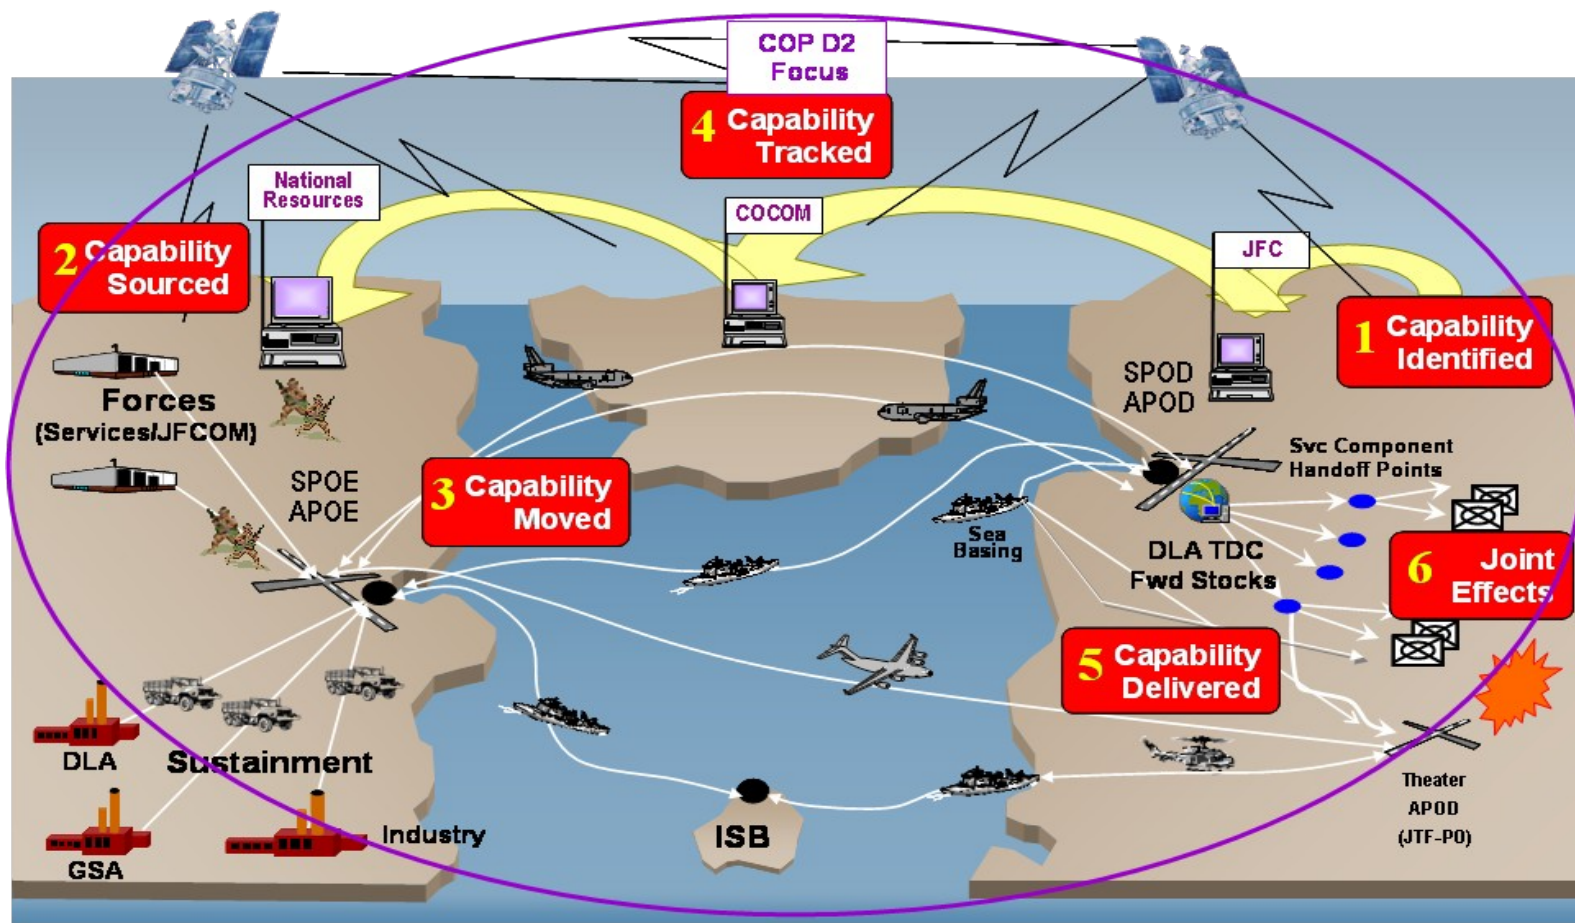 COP D2
Focus
4 Capability
Tracked
National
Resources
COCOM
JFC
2 Capability
Sourced
1 Capability
Identified
Forces
(Services/JFCOM)
SPOD
APOD
Svc Component
Handoff Points
SPOE
APOE
3 Capability
Moved
Sea
Basing
DLA TDC
Fwd Stocks
6 Joint
Effects
5 Capability
Delivered
DLA
Sustainment
GSA
Industry
ISB
Theater
APOD
(JTF-PO)